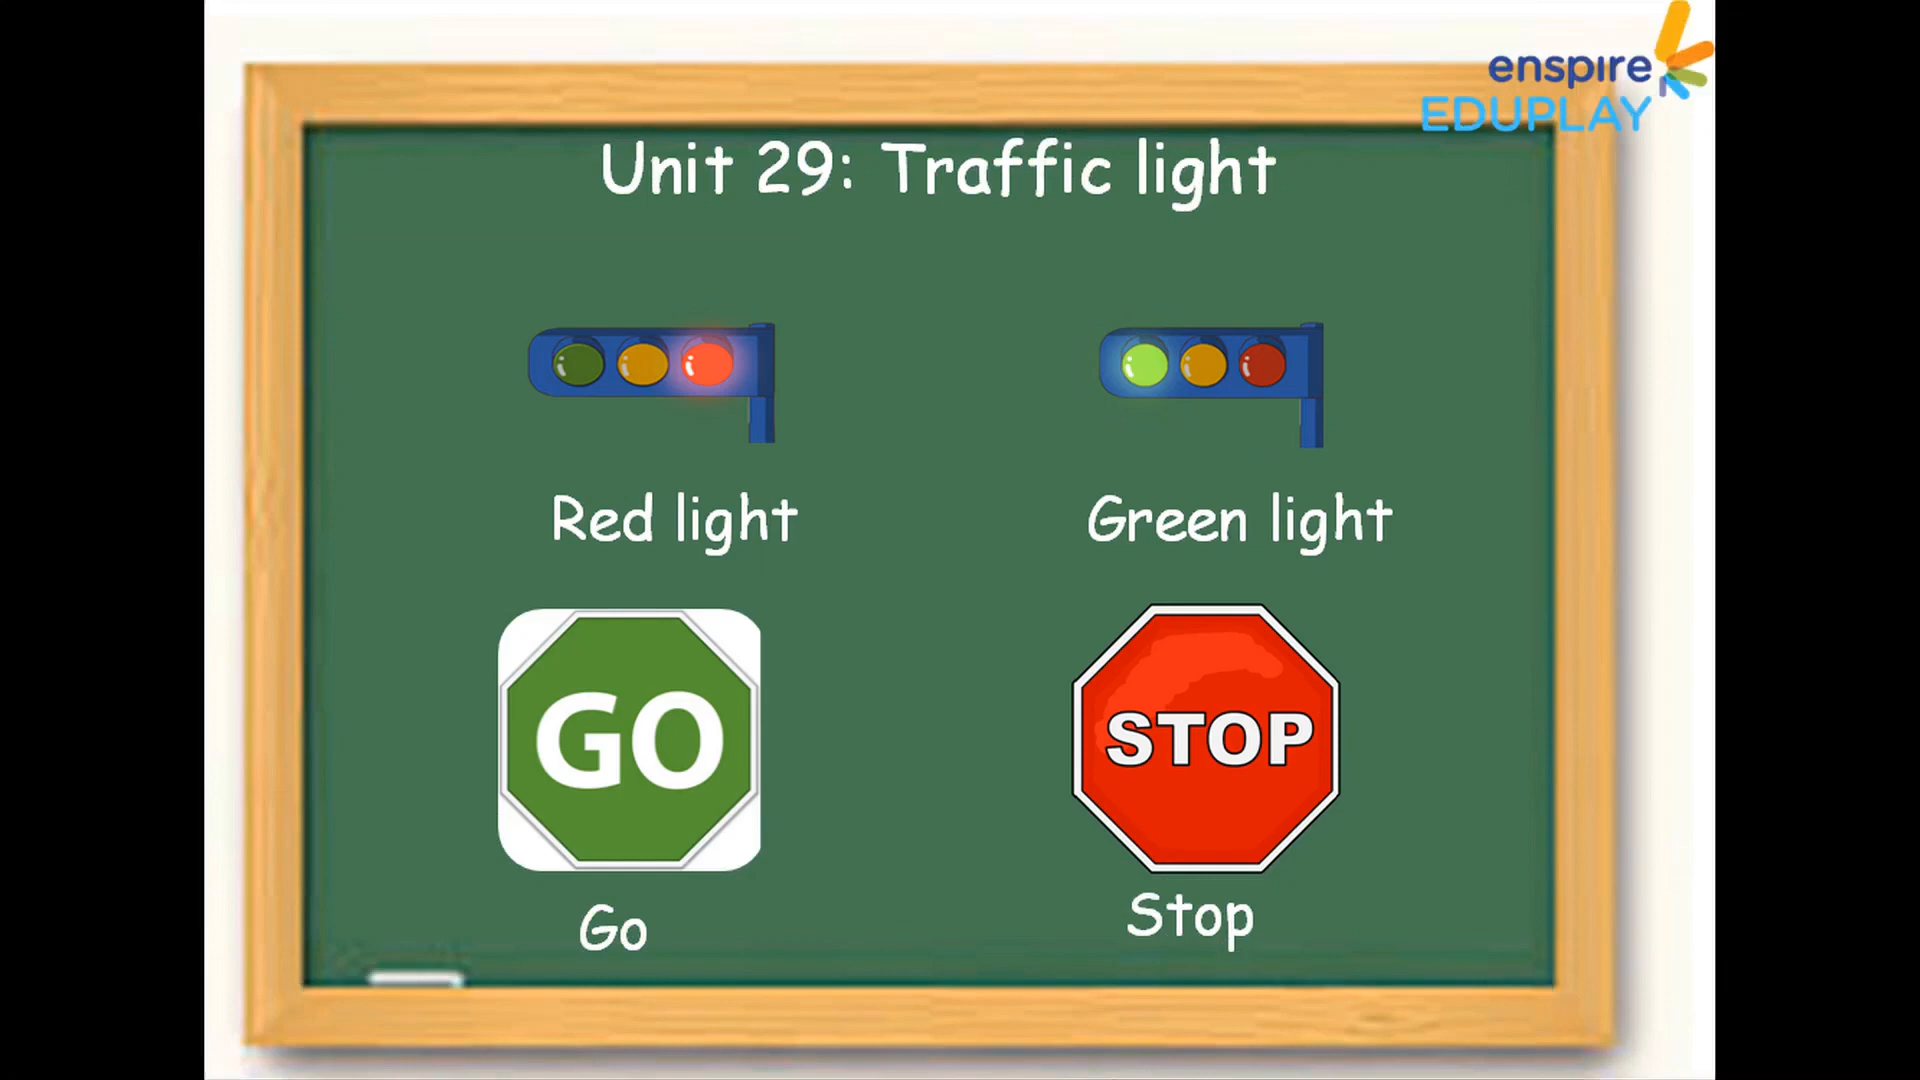 enspire
EDUPLAY
Unit 29: Traffic light
Red light
Green light
GO
STOP
Go
Stop